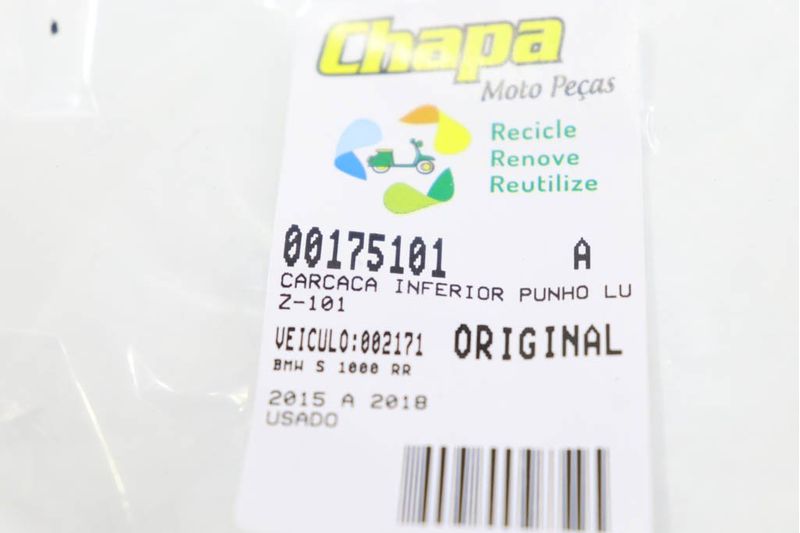 Chapa
Moto Peças
Recicle
Renove
Reutilize
00175101 A
CARCACA INFERIOR PUNHO LU
Z-101
VEICULO:002171 ORIGINAL
BMW S 1000 RR
2015 A 2018
USADO